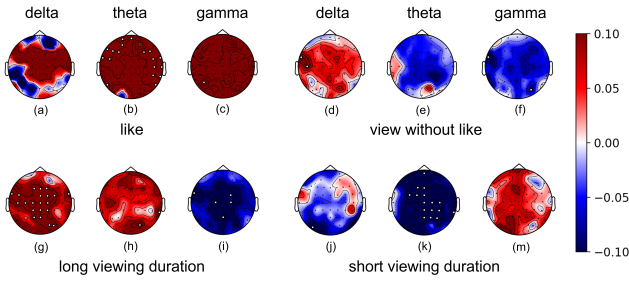 delta theta gamma delta theta gamma
0.10
0.05
0.00
−0.05
−0.10
(a) (b) (c) (d) (e) (f)
like view without like
(g) (h) (i) (j) (k) (m)
long viewing duration short viewing duration